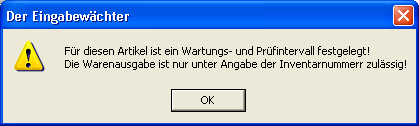 Der Eingabewächter
Für diesen Artikel ist ein Wartungs- und Prüfintervall festgelegt!
Die Warenausgabe ist nur unter Angabe der Inventarnummerr zulässig!
OK